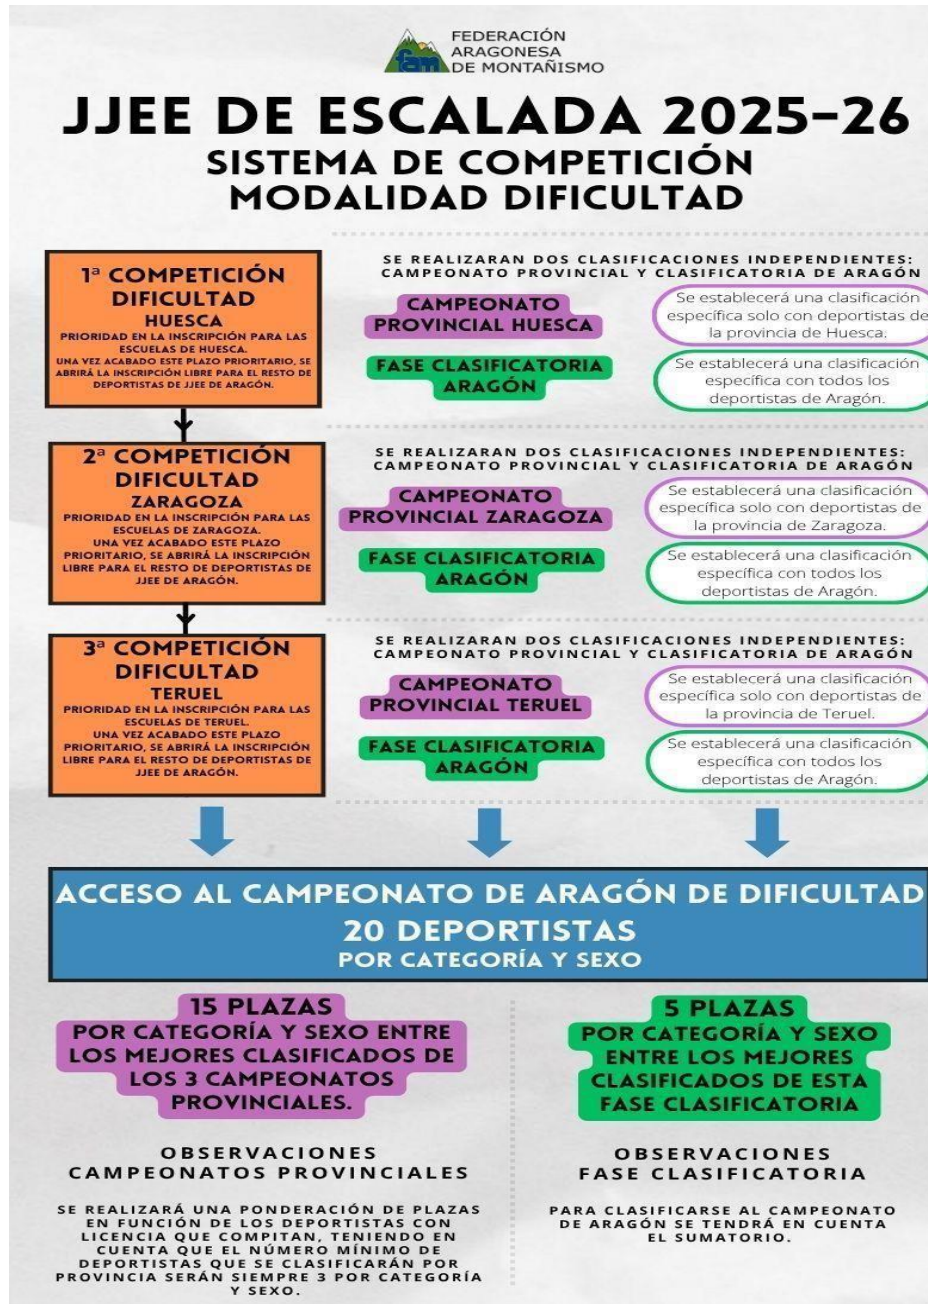 fam
FEDERACIÓN
ARAGONESA
DE MONTAÑISMO
JJEE DE ESCALADA 2025-26
SISTEMA DE COMPETICIÓN
MODALIDAD DIFICULTAD
1ª COMPETICIÓN
DIFICULTAD
HUESCA
PRIORIDAD EN LA INSCRIPCIÓN PARA LAS
ESCUELAS DE HUESCA.
UNA VEZ ACABADO ESTE PLAZO PRIORITARIO, SE
ABRIRÁ LA INSCRIPCIÓN LIBRE PARA EL RESTO DE
DEPORTISTAS DE JJEE DE ARAGÓN.
SE REALIZARAN DOS CLASIFICACIONES INDEPENDIENTES:
CAMPEONATO PROVINCIAL Y CLASIFICATORIA DE ARAGÓN
CAMPEONATO
PROVINCIAL HUESCA
Se establecerá una clasificación
específica solo con deportistas de
la provincia de Huesca.
FASE CLASIFICATORIA
ARAGÓN
Se establecerá una clasificación
específica con todos los
deportistas de Aragón.
2ª COMPETICIÓN
DIFICULTAD
ZARAGOZA
PRIORIDAD EN LA INSCRIPCIÓN PARA LAS
ESCUELAS DE ZARAGOZA.
UNA VEZ ACABADO ESTE PLAZO
PRIORITARIO, SE ABRIRÁ LA INSCRIPCIÓN
LIBRE PARA EL RESTO DE DEPORTISTAS DE
JJEE DE ARAGÓN.
SE REALIZARAN DOS CLASIFICACIONES INDEPENDIENTES:
CAMPEONATO PROVINCIAL Y CLASIFICATORIA DE ARAGÓN
CAMPEONATO
PROVINCIAL ZARAGOZA
Se establecerá una clasificación
específica solo con deportistas de
la provincia de Zaragoza.
FASE CLASIFICATORIA
ARAGÓN
Se establecerá una clasificación
específica con todos los
deportistas de Aragón.
3ª COMPETICIÓN
DIFICULTAD
TERUEL
PRIORIDAD EN LA INSCRIPCIÓN PARA LAS
ESCUELAS DE TERUEL.
UNA VEZ ACABADO ESTE PLAZO
PRIORITARIO, SE ABRIRÁ LA INSCRIPCIÓN
LIBRE PARA EL RESTO DE DEPORTISTAS DE
JJEE DE ARAGÓN.
SE REALIZARAN DOS CLASIFICACIONES INDEPENDIENTES:
CAMPEONATO PROVINCIAL Y CLASIFICATORIA DE ARAGÓN
CAMPEONATO
PROVINCIAL TERUEL
Se establecerá una clasificación
específica solo con deportistas de
la provincia de Teruel.
FASE CLASIFICATORIA
ARAGÓN
Se establecerá una clasificación
específica con todos los
deportistas de Aragón.
ACCESO AL CAMPEONATO DE ARAGÓN DE DIFICULTAD
20 DEPORTISTAS
POR CATEGORÍA Y SEXO
15 PLAZAS
POR CATEGORÍA Y SEXO ENTRE
LOS MEJORES CLASIFICADOS DE
LOS 3 CAMPEONATOS
PROVINCIALES.
OBSERVACIONES
CAMPEONATOS PROVINCIALES
SE REALIZARÁ UNA PONDERACIÓN DE PLAZAS
EN FUNCIÓN DE LOS DEPORTISTAS CON
LICENCIA QUE COMPITAN, TENIENDO EN
CUENTA QUE EL NÚMERO MÍNIMO DE
DEPORTISTAS QUE SE CLASIFICARÁN POR
PROVINCIA SERÁN SIEMPRE 3 POR CATEGORÍA
Y SEXO.
5 PLAZAS
POR CATEGORÍA Y SEXO
ENTRE LOS MEJORES
CLASIFICADOS DE ESTA
FASE CLASIFICATORIA
OBSERVACIONES
FASE CLASIFICATORIA
PARA CLASIFICARSE AL CAMPEONATO
DE ARAGÓN SE TENDRÁ EN CUENTA
EL SUMATORIO.